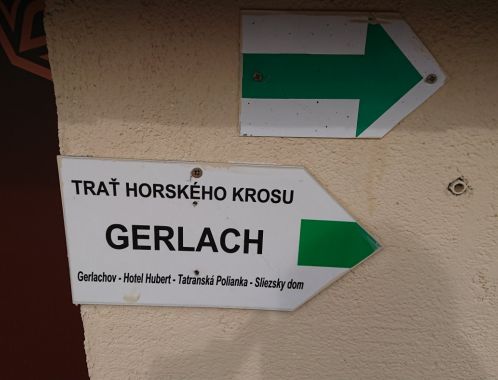 TRAŤ HORSKÉHO KROSU
GERLACH
Gerlachov - Hotel Hubert - Tatranská Polianka - Sliezsky dom